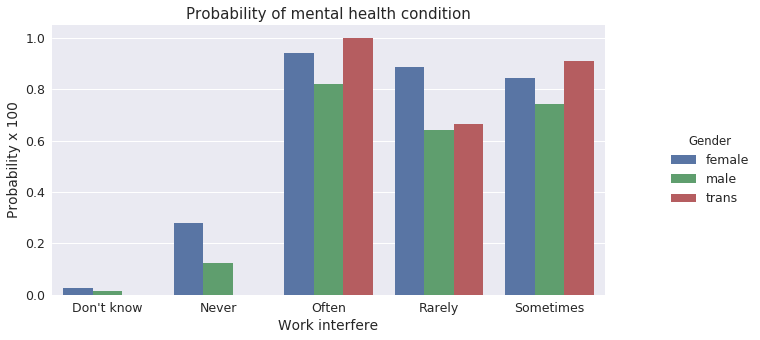 Probability of mental health condition
Probability x 100
1.0
0.8
0.6
0.4
0.2
0.0
Don't know
Never
Often
Rarely
Sometimes
Work interfere
Gender
female
male
trans